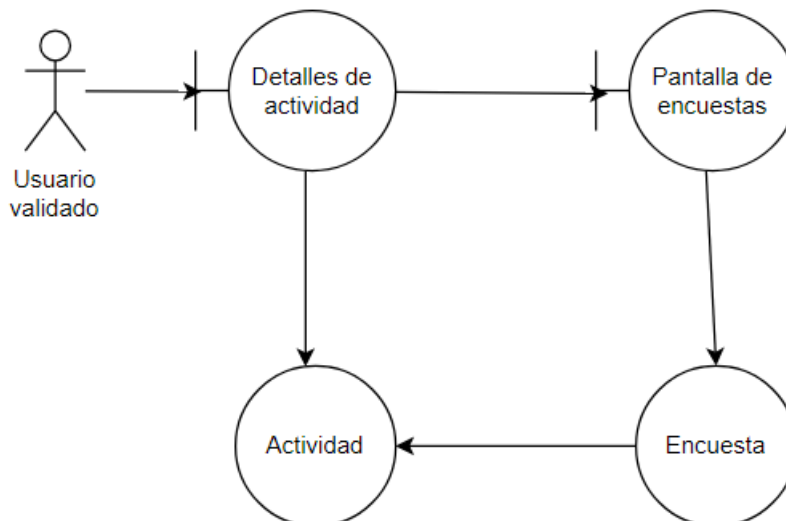 Detalles de
actividad
Pantalla de
encuestas
Usuario
validado
Actividad
Encuesta